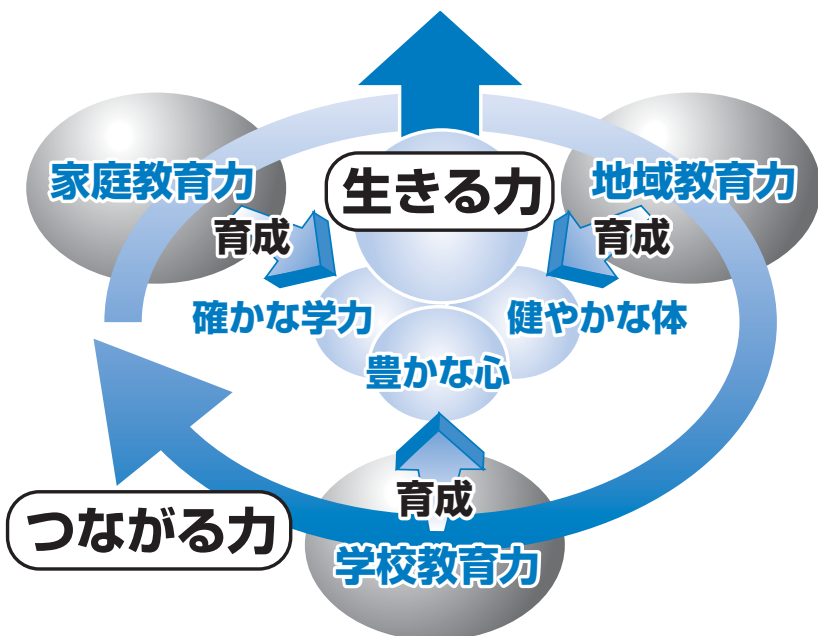 家庭教育力
生きる力
地域教育力
育成
育成
確かな学力
健やかな体
豊かな心
育成
つながる力
学校教育力